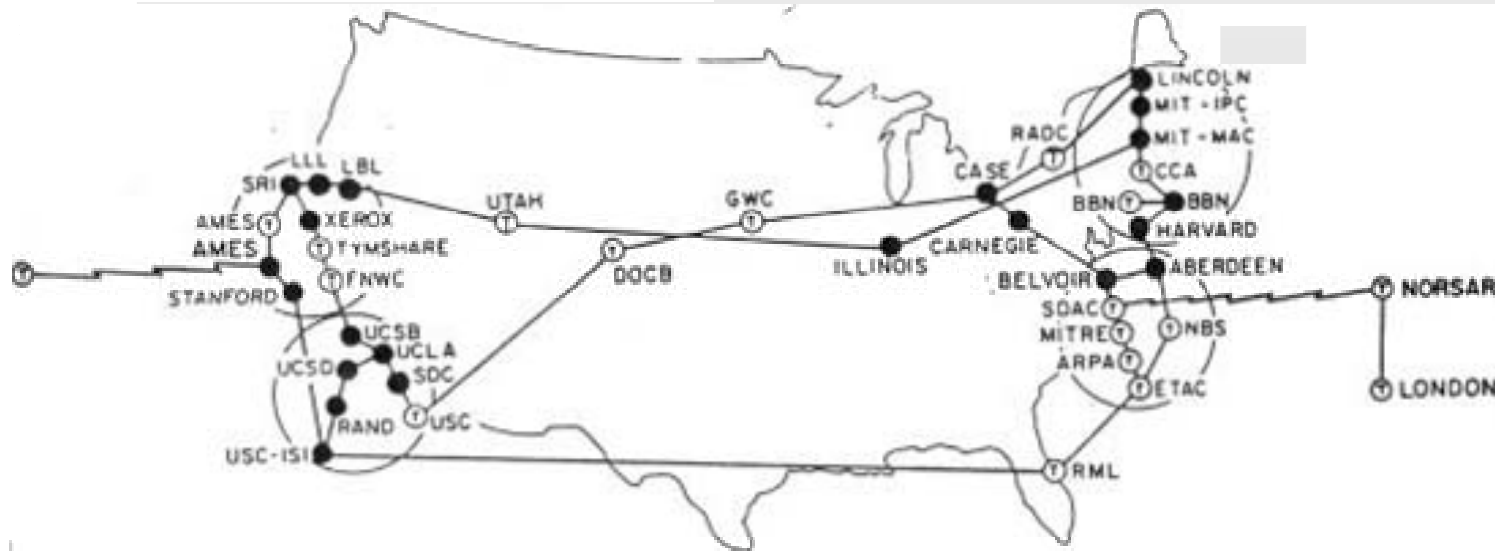 LINCOLN
MIT-IPC
RADC
MIT-MAC
LLL
LBL
CASE
CCA
SRI
UTAH
GWC
BBN
BBN
AMES
XEROX
HARVARD
TYMSHARE
AMES
CARNEGIE
DOCB
ILLINOIS
ABERDEEN
FNWC
BELVOIR
STANFORD
NORSAR
SDAC
UCSB
MITRE
NBS
UCLA
UCSD
SDC
ARPA
ETAC
LONDON
RAND
USC
USC-ISI
RML